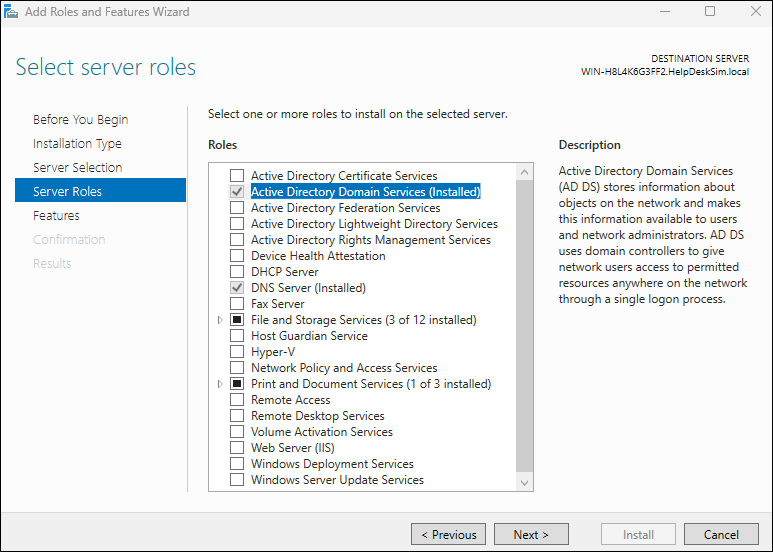 Add Roles and Features Wizard
Select server roles
DESTINATION SERVER
WIN-H8L4K6G3FF2.HelpDeskSim.local
Before You Begin
Installation Type
Server Selection
Server Roles
Features
Confirmation
Results
Select one or more roles to install on the selected server.
Roles
Active Directory Certificate Services
Active Directory Domain Services (Installed)
Active Directory Federation Services
Active Directory Lightweight Directory Services
Active Directory Rights Management Services
Device Health Attestation
DHCP Server
DNS Server (Installed)
Fax Server
File and Storage Services (3 of 12 installed)
Host Guardian Service
Hyper-V
Network Policy and Access Services
Print and Document Services (1 of 3 installed)
Remote Access
Remote Desktop Services
Volume Activation Services
Web Server (IIS)
Windows Deployment Services
Windows Server Update Services
Description
Active Directory Domain Services
(AD DS) stores information about
objects on the network and makes
this information available to users
and network administrators. AD DS
uses domain controllers to give
network users access to permitted
resources anywhere on the network
through a single logon process.
< Previous
Next >
Install
Cancel